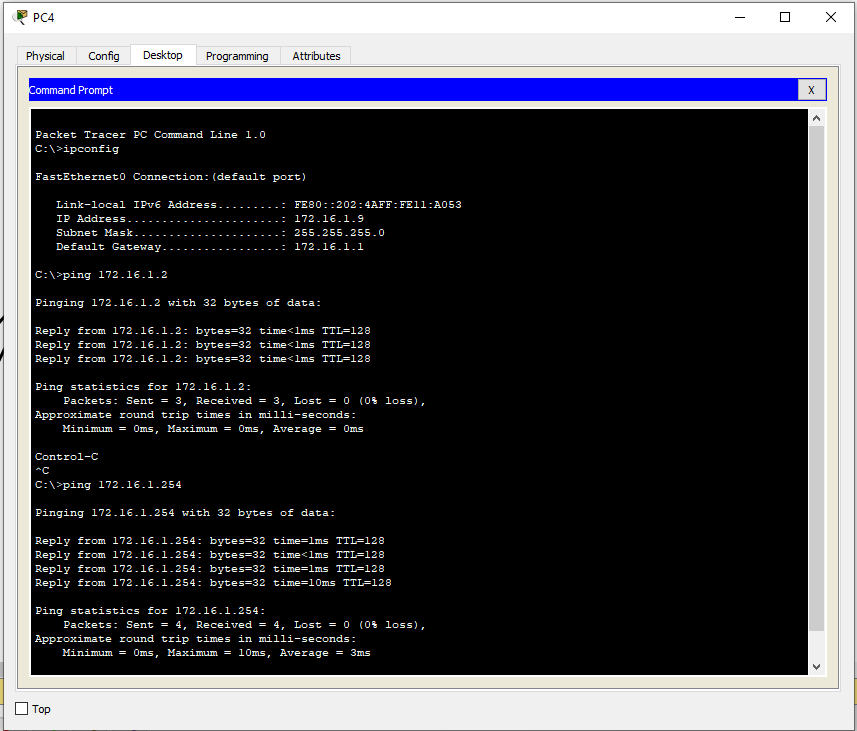 PC4
Physical Config Desktop Programming Attributes
Command Prompt X
Packet Tracer PC Command Line 1.0
C:\>ipconfig
FastEthernet0 Connection:(default port)
Link-local IPv6 Address.........: FE80::202:4AFF:FE11:A053
IP Address......................: 172.16.1.9
Subnet Mask.....................: 255.255.255.0
Default Gateway.................: 172.16.1.1
C:\>ping 172.16.1.2
Pinging 172.16.1.2 with 32 bytes of data:
Reply from 172.16.1.2: bytes=32 time<1ms TTL=128
Reply from 172.16.1.2: bytes=32 time<1ms TTL=128
Reply from 172.16.1.2: bytes=32 time<1ms TTL=128
Ping statistics for 172.16.1.2:
Packets: Sent = 3, Received = 3, Lost = 0 (0% loss),
Approximate round trip times in milli-seconds:
Minimum = 0ms, Maximum = 0ms, Average = 0ms
Control-C
^C
C:\>ping 172.16.1.254
Pinging 172.16.1.254 with 32 bytes of data:
Reply from 172.16.1.254: bytes=32 time=1ms TTL=128
Reply from 172.16.1.254: bytes=32 time<1ms TTL=128
Reply from 172.16.1.254: bytes=32 time=1ms TTL=128
Reply from 172.16.1.254: bytes=32 time=10ms TTL=128
Ping statistics for 172.16.1.254:
Packets: Sent = 4, Received = 4, Lost = 0 (0% loss),
Approximate round trip times in milli-seconds:
Minimum = 0ms, Maximum = 10ms, Average = 3ms
Top